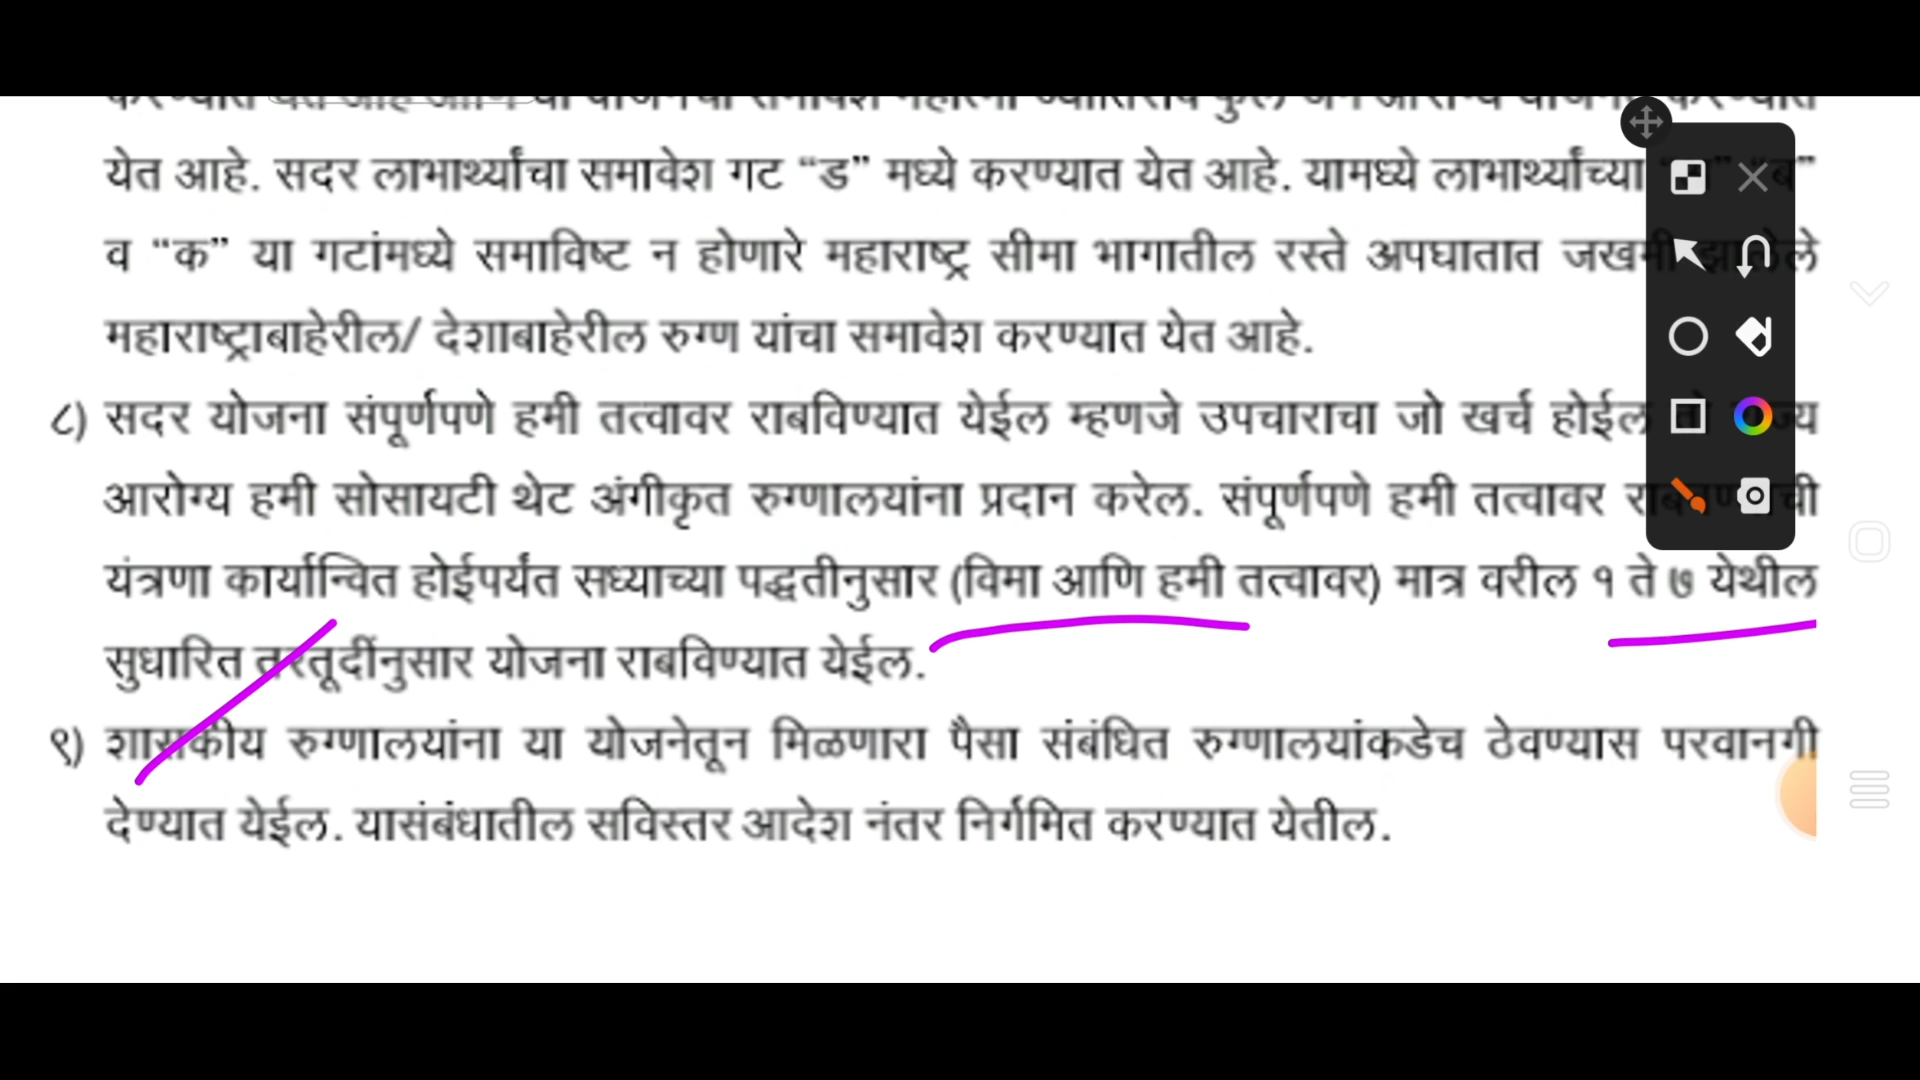 येत आहे. सदर लाभार्थ्यांचा समावेश गट “ड” मध्ये करण्यात येत आहे. यामध्ये लाभार्थ्यांच्या “ब”
व “क” या गटांमध्ये समाविष्ट न होणारे महाराष्ट्र सीमा भागातील रस्ते अपघातात जखमी झालेले
महाराष्ट्राबाहेरील/ देशाबाहेरील रुग्ण यांचा समावेश करण्यात येत आहे.
८) सदर योजना संपूर्णपणे हमी तत्वावर राबविण्यात येईल म्हणजे उपचाराचा जो खर्च होईल तो राज्य
आरोग्य हमी सोसायटी थेट अंगीकृत रुग्णालयांना प्रदान करेल. संपूर्णपणे हमी तत्वावर
यंत्रणा कार्यान्वित होईपर्यंत सध्याच्या पद्धतीनुसार (विमा आणि हमी तत्वावर) मात्र वरील १ ते ७ येथील
सुधारित तरतूदींनुसार योजना राबविण्यात येईल.
९) शासकीय रुग्णालयांना या योजनेतून मिळणारा पैसा संबंधित रुग्णालयांकडेच ठेवण्यास परवानगी
देण्यात येईल. यासंबंधातील सविस्तर आदेश नंतर निर्गमित करण्यात येतील.